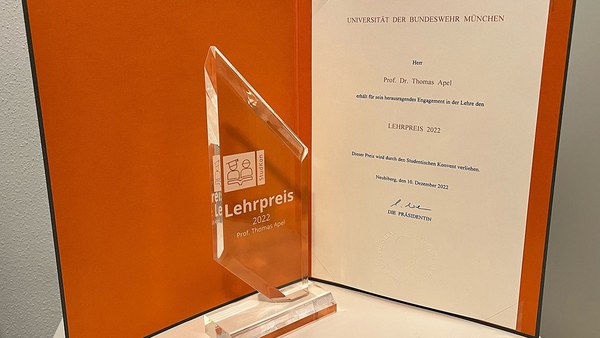 UNIVERSITÄT DER BUNDESWEHR MÜNCHEN
Herr
Prof. Dr. Thomas Apel
erhält für sein herausragendes Engagement in der Lehre den
LEHRPREIS 2022
Dieser Preis wird durch den Studentischen Konvent verliehen.
Neubiberg, den 10. Dezember 2022
DIE PRÄSIDENTIN
STUDKON
Lehrpreis
2022
Prof. Thomas Apel